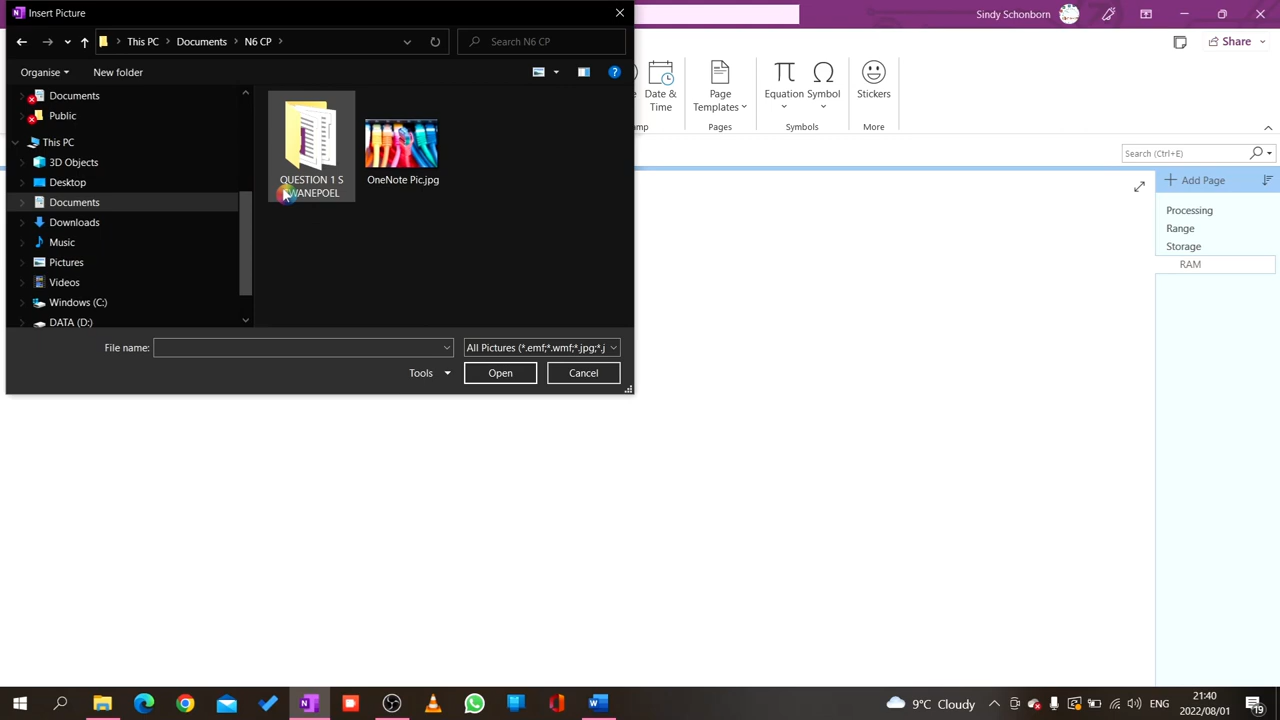 Insert Picture
Sindy Schonborn
This PC
Documents
N6 CP
Search N6 CP
Share
Organise
New folder
Date &
Time
Page
Templates
Equation
Symbol
Stickers
Pages
Symbols
More
Documents
Public
This PC
3D Objects
Desktop
Documents
Downloads
Music
Pictures
Videos
Windows (C:)
DATA (D:)
QUESTION 1 S
WANEPOEL
OneNote Pic.jpg
Search (Ctrl+E)
Add Page
Processing
Range
Storage
RAM
File name:
All Pictures (*.emf;*.wmf;*.jpg;*.j
Tools
Open
Cancel
9°C Cloudy
ENG
21:40
2022/08/01
19